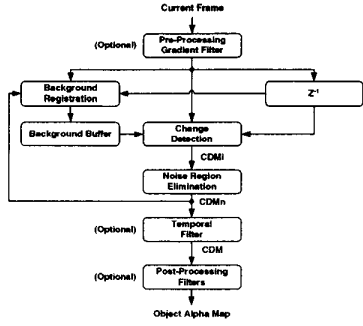 Current Frame
(Optional)
Pre-Processing
Gradient Filter
Background
Registration
Z⁻¹
Background Buffer
Change
Detection
CDMi
Noise Region
Elimination
CDMn
(Optional)
Temporal
Filter
CDM
(Optional)
Post-Processing
Filters
Object Alpha Map